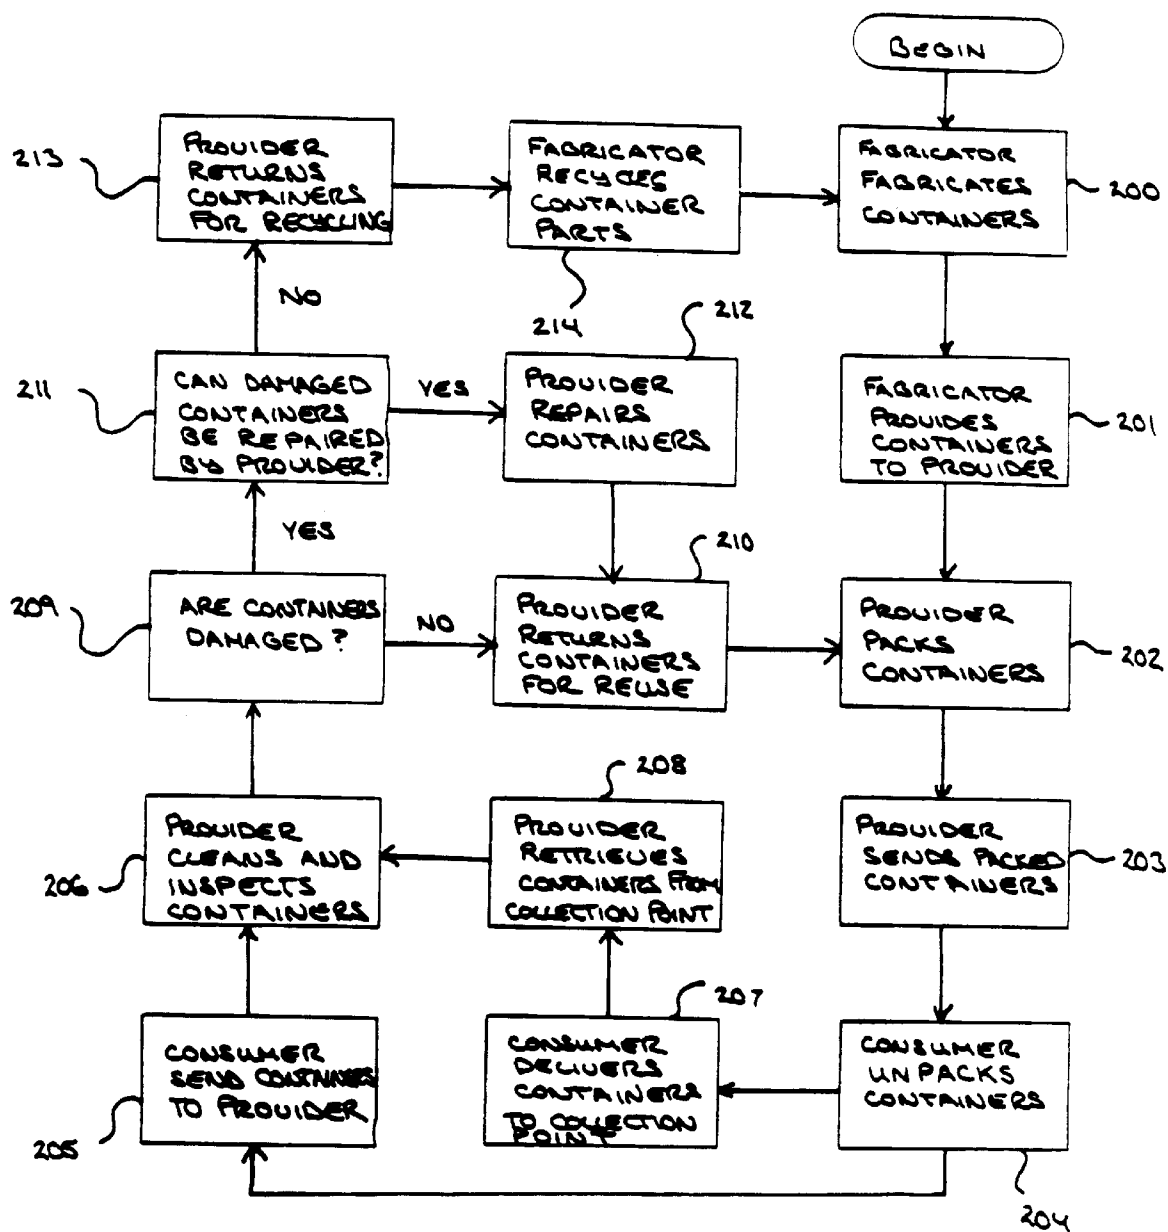 BEGIN
213
PROVIDER
RETURNS
CONTAINERS
FOR RECYCLING
FABRICATOR
RECYCLES
CONTAINER
PARTS
FABRICATOR
FABRICATES
CONTAINERS
200
NO
214
212
211
CAN DAMAGED
CONTAINERS
BE REPAIRED
BY PROVIDER?
YES
PROVIDER
REPAIRS
CONTAINERS
FABRICATOR
PROVIDES
CONTAINERS
TO PROVIDER
201
YES
210
209
ARE CONTAINERS
DAMAGED?
NO
PROVIDER
RETURNS
CONTAINERS
FOR REUSE
PROVIDER
PACKS
CONTAINERS
202
208
206
PROVIDER
CLEANS AND
INSPECTS
CONTAINERS
PROVIDER
RETRIEVES
CONTAINERS FROM
COLLECTION POINT
PROVIDER
SENDS PACKED
CONTAINERS
203
207
205
CONSUMER
SEND CONTAINERS
TO PROVIDER
CONSUMER
DELIVERS
CONTAINERS
TO COLLECTION
POINT
CONSUMER
UNPACKS
CONTAINERS
204